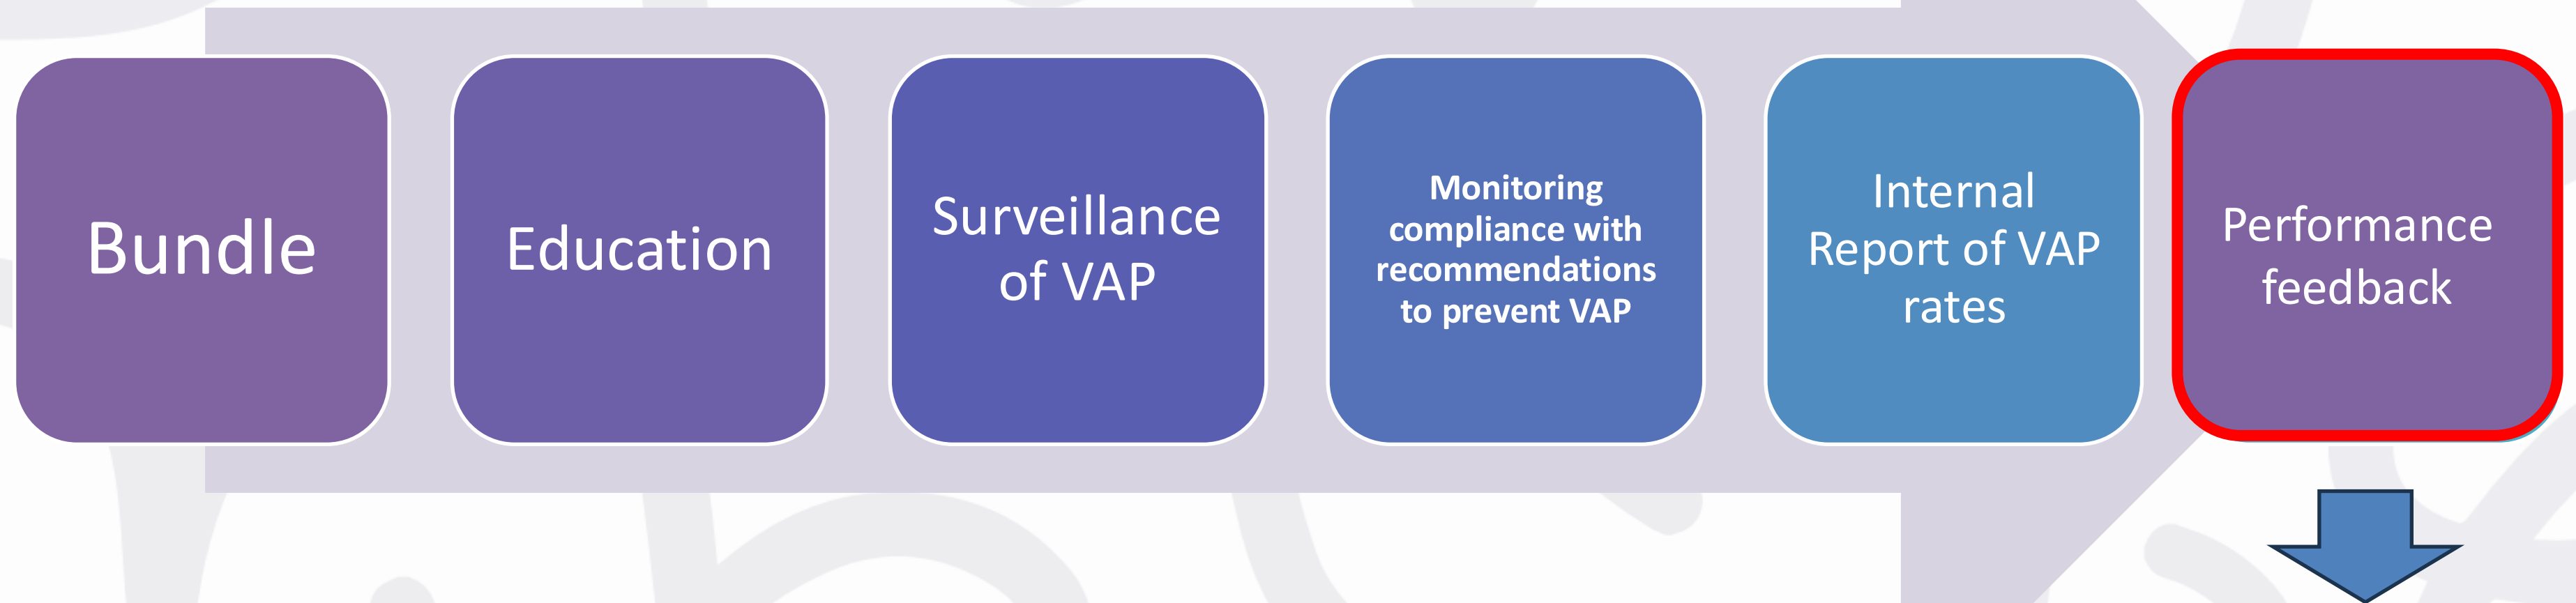 Bundle
Education
Surveillance
of VAP
Monitoring
compliance with
recommendations
to prevent VAP
Internal
Report of VAP
rates
Performance
feedback